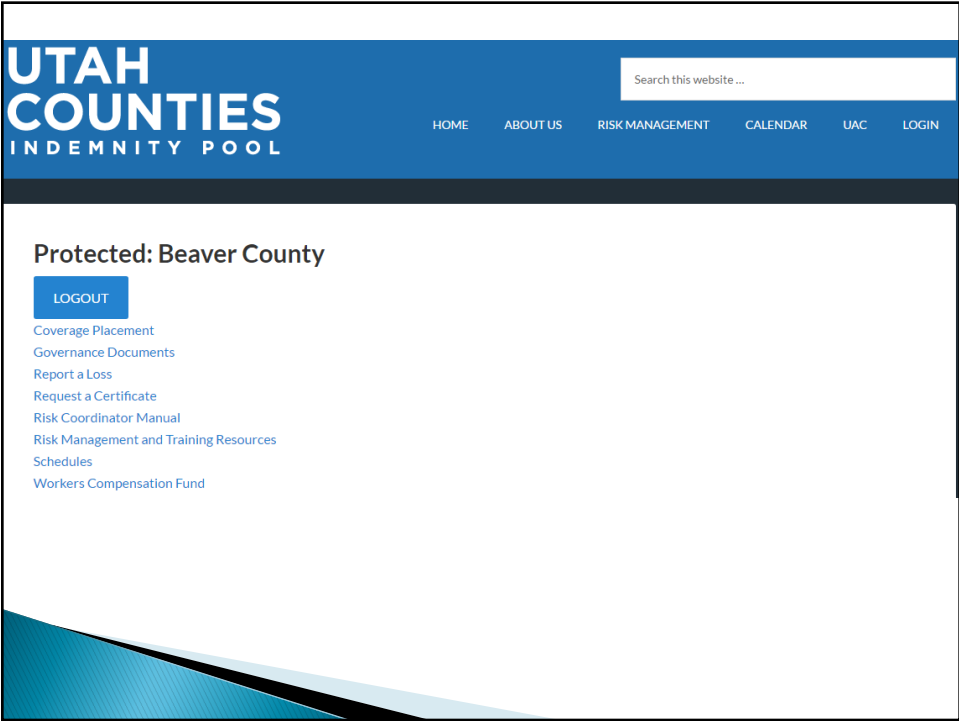 UTAH
COUNTIES
INDEMNITY POOL
Search this website ...
HOME ABOUT US RISK MANAGEMENT CALENDAR UAC LOGIN
Protected: Beaver County
LOGOUT
Coverage Placement
Governance Documents
Report a Loss
Request a Certificate
Risk Coordinator Manual
Risk Management and Training Resources
Schedules
Workers Compensation Fund